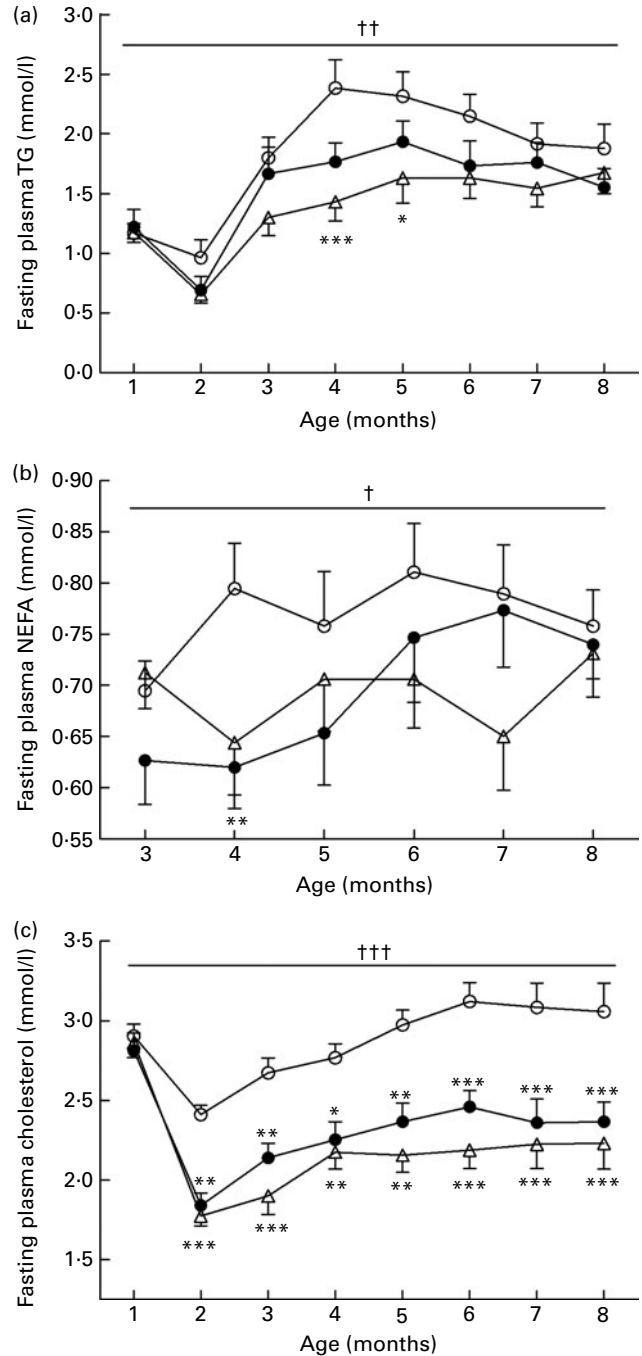 (a)
Fasting plasma TG (mmol/l)
3·0
2·5
2·0
1·5
1·0
0·5
0·0
††
***
*
1 2 3 4 5 6 7 8
Age (months)
(b)
Fasting plasma NEFA (mmol/l)
0·90
0·85
0·80
0·75
0·70
0·65
0·60
0·55
†
**
3 4 5 6 7 8
Age (months)
(c)
Fasting plasma cholesterol (mmol/l)
3·5
3·0
2·5
2·0
1·5
†††
** ** * ** *** *** ***
*** *** ** ** *** *** ***
1 2 3 4 5 6 7 8
Age (months)